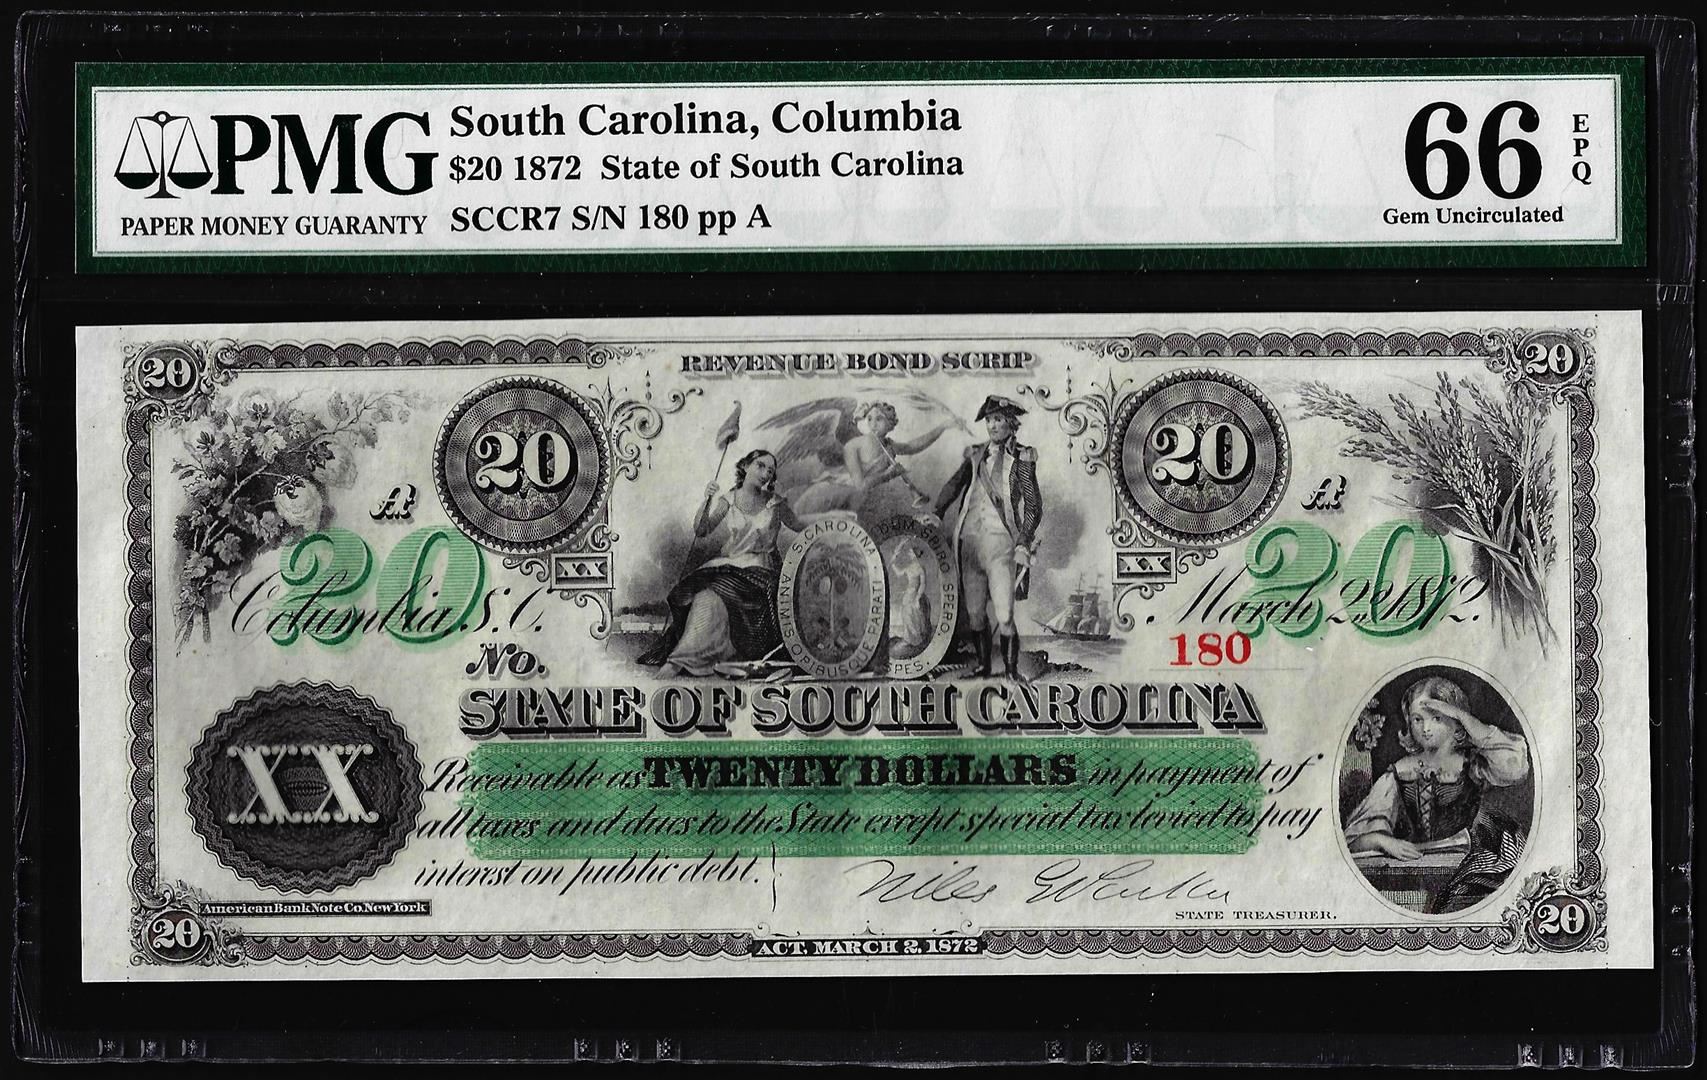 PMG
PAPER MONEY GUARANTY
South Carolina, Columbia
$20 1872 State of South Carolina
SCCR7 S/N 180 pp A
66 EPQ
Gem Uncirculated
20 REVENUE BOND SCRIP 20
20 20
A A
20 20
S. CAROLINA ANIMIS OPIBUSQUE PARATI
DUM SPIRO SPERO SPES.
XX XX
Columbia, S.C. March 2nd 1872.
No. 180
STATE OF SOUTH CAROLINA
XX
Receivable as TWENTY DOLLARS in payment of
all taxes and dues to the State except special tax levied to pay
interest on public debt.
Niles G Parker
STATE TREASURER.
American Bank Note Co. New York
20 ACT, MARCH 2, 1872 20